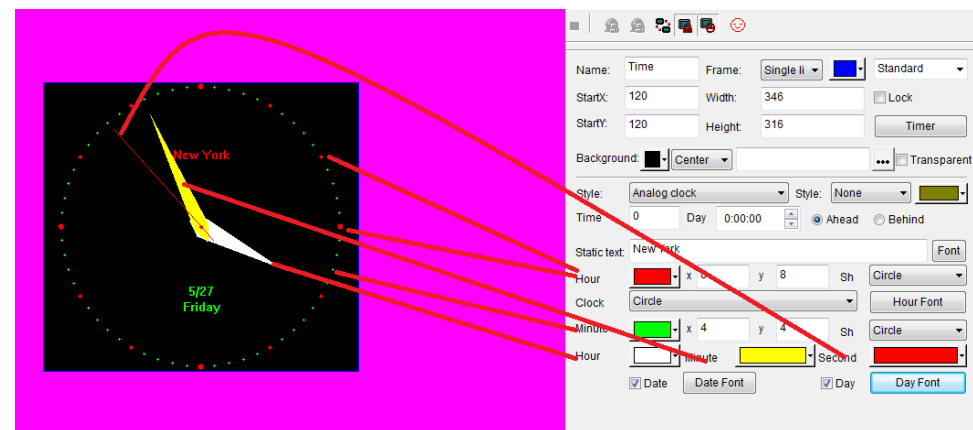 New York
5/27
Friday
Name: Time Frame: Single li Standard
StartX: 120 Width: 346 Lock
StartY: 120 Height: 316 Timer
Background: Center ... Transparent
Style: Analog clock Style: None
Time 0 Day 0:00:00 Ahead Behind
Static text: New York Font
Hour x 8 y 8 Sh Circle
Clock Circle Hour Font
Minute x 4 y 4 Sh Circle
Hour Minute Second
Date Date Font Day Day Font